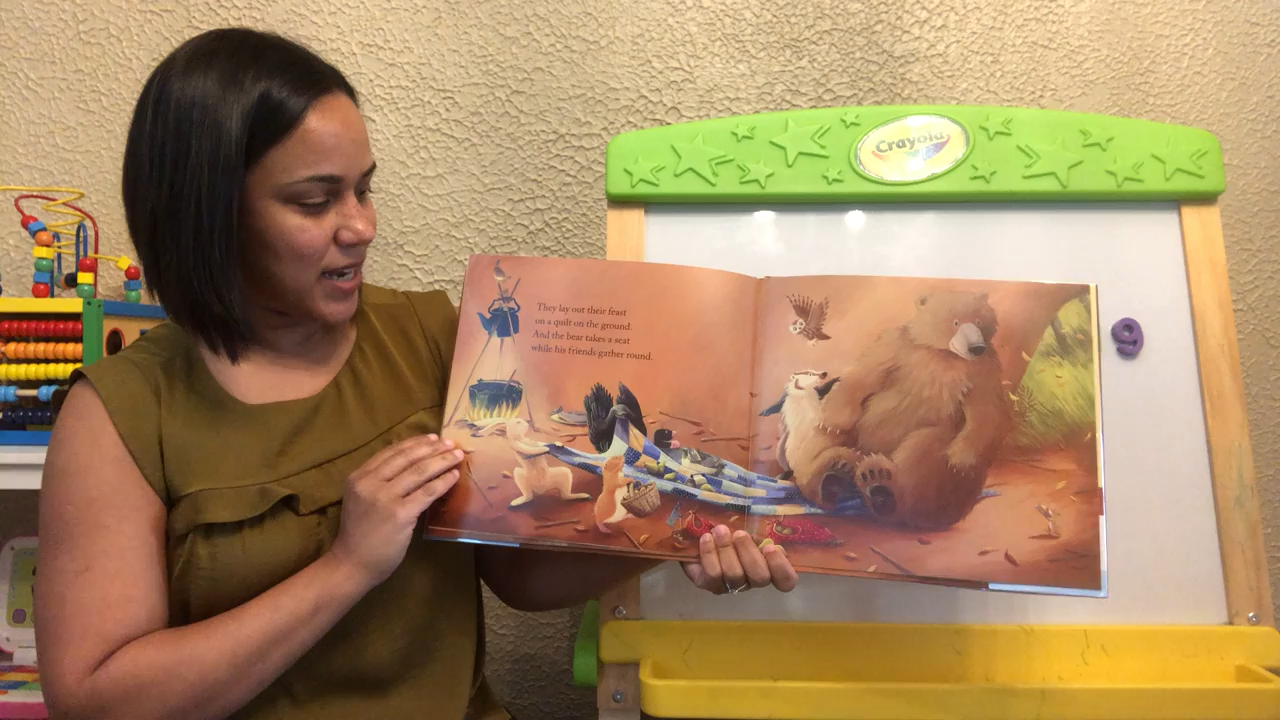 Crayola
They lay out their feast
on a quilt on the ground.
And the bear takes a seat
while his friends gather round.
9